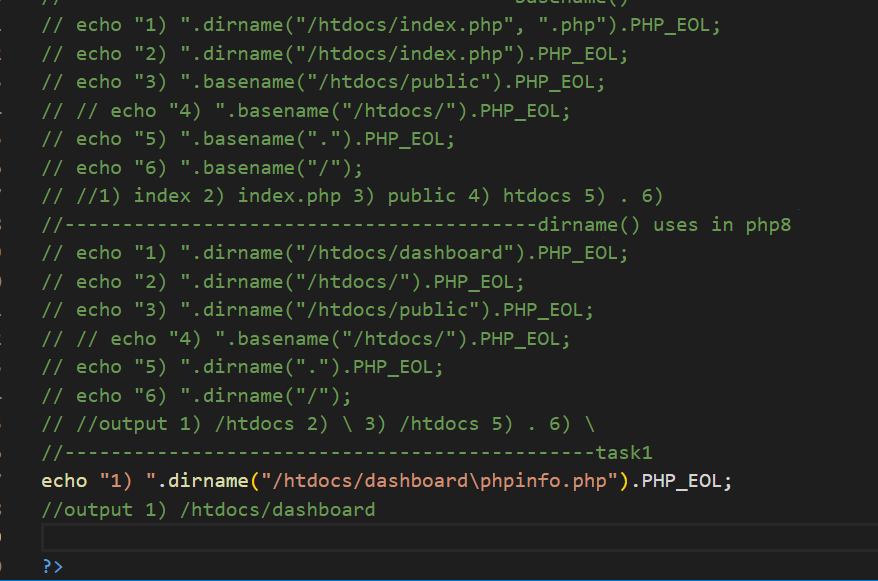 // echo "1) ".dirname("/htdocs/index.php", ".php").PHP_EOL;
// echo "2) ".dirname("/htdocs/index.php").PHP_EOL;
// echo "3) ".basename("/htdocs/public").PHP_EOL;
// // echo "4) ".basename("/htdocs/").PHP_EOL;
// echo "5) ".basename(".").PHP_EOL;
// echo "6) ".basename("/");
// //1) index 2) index.php 3) public 4) htdocs 5) . 6)
//-----------------------------------------dirname() uses in php8
// echo "1) ".dirname("/htdocs/dashboard").PHP_EOL;
// echo "2) ".dirname("/htdocs/").PHP_EOL;
// echo "3) ".dirname("/htdocs/public").PHP_EOL;
// // echo "4) ".basename("/htdocs/").PHP_EOL;
// echo "5) ".dirname(".").PHP_EOL;
// echo "6) ".dirname("/");
// //output 1) /htdocs 2) \ 3) /htdocs 5) . 6) \
//----------------------------------------------task1
echo "1) ".dirname("/htdocs/dashboard\phpinfo.php").PHP_EOL;
//output 1) /htdocs/dashboard
?>